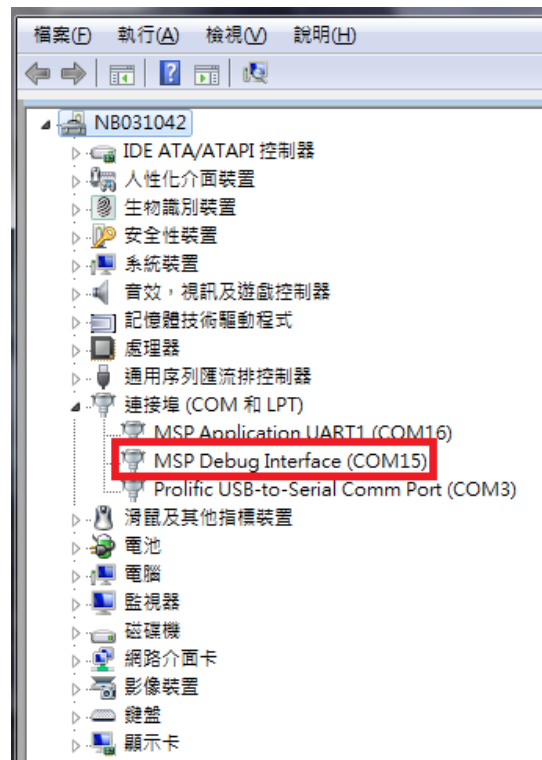 檔案(F) 執行(A) 檢視(V) 說明(H)
NB031042
IDE ATA/ATAPI 控制器
人性化介面裝置
生物識別裝置
安全性裝置
系統裝置
音效，視訊及遊戲控制器
記憶體技術驅動程式
處理器
通用序列匯流排控制器
連接埠 (COM 和 LPT)
MSP Application UART1 (COM16)
MSP Debug Interface (COM15)
Prolific USB-to-Serial Comm Port (COM3)
滑鼠及其他指標裝置
電池
電腦
監視器
磁碟機
網路介面卡
影像裝置
鍵盤
顯示卡